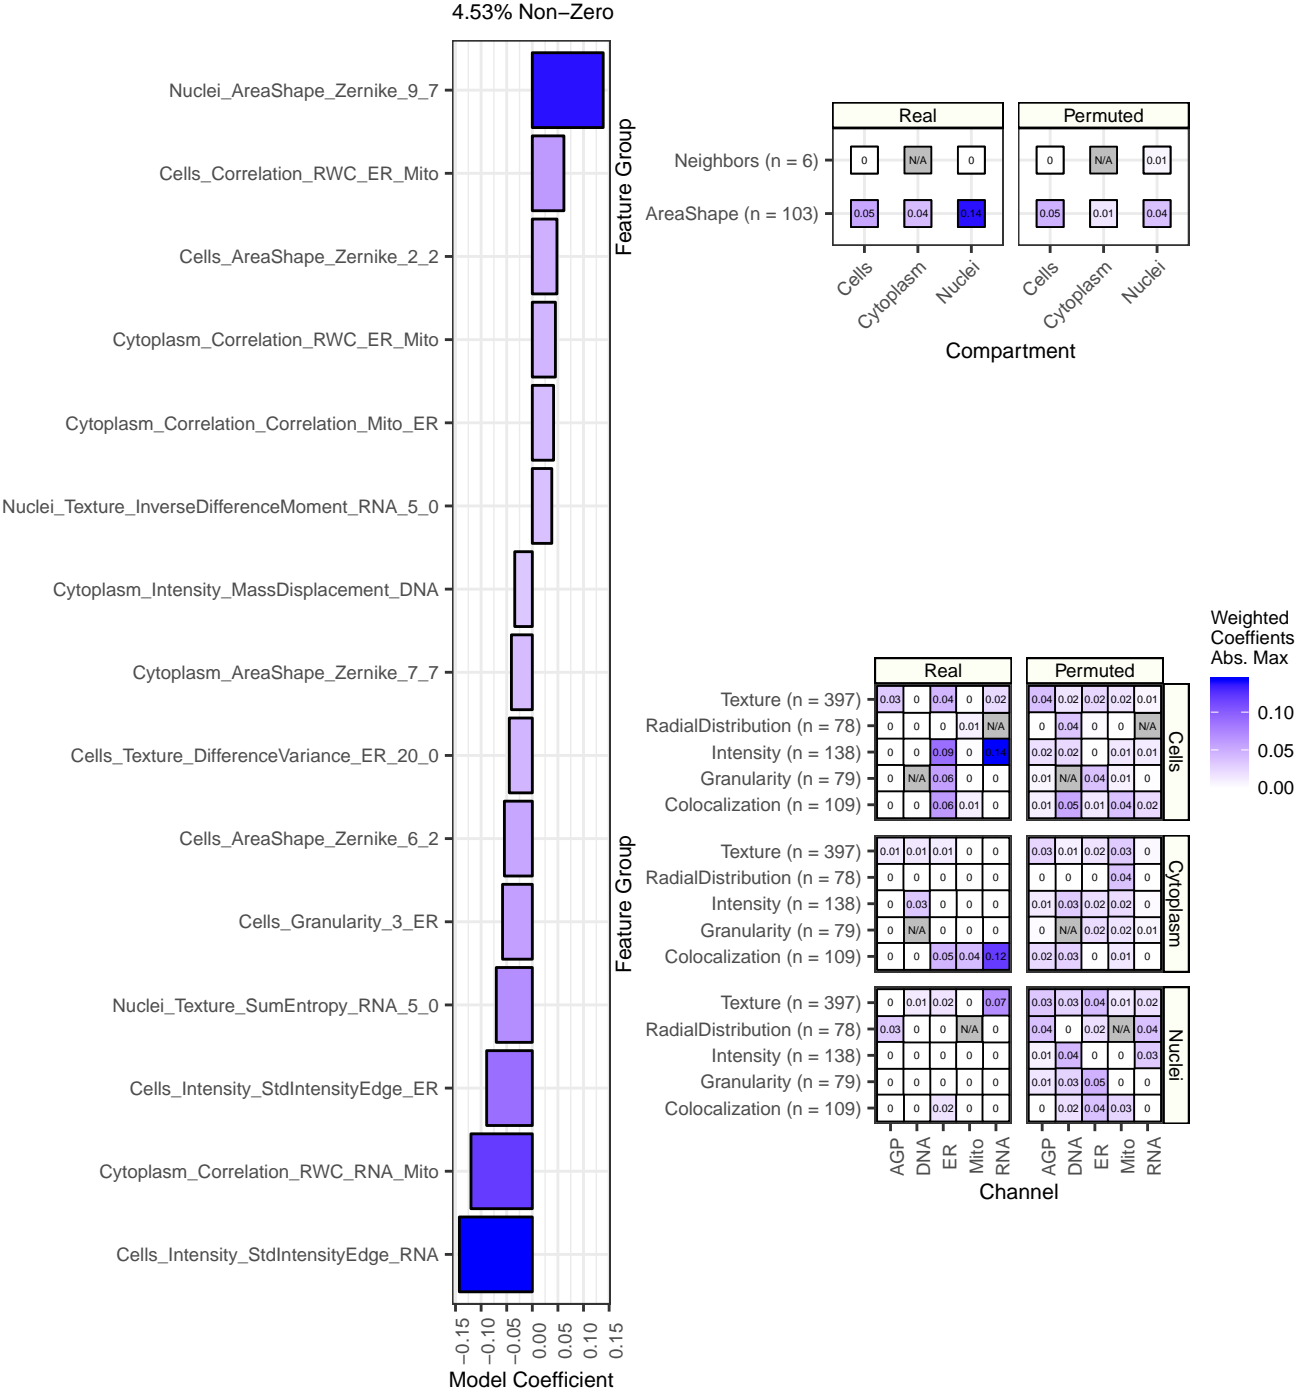 4.53% Non−Zero
Nuclei_AreaShape_Zernike_9_7
Cells_Correlation_RWC_ER_Mito
Cells_AreaShape_Zernike_2_2
Cytoplasm_Correlation_RWC_ER_Mito
Cytoplasm_Correlation_Correlation_Mito_ER
Nuclei_Texture_InverseDifferenceMoment_RNA_5_0
Cytoplasm_Intensity_MassDisplacement_DNA
Cytoplasm_AreaShape_Zernike_7_7
Cells_Texture_DifferenceVariance_ER_20_0
Cells_AreaShape_Zernike_6_2
Cells_Granularity_3_ER
Nuclei_Texture_SumEntropy_RNA_5_0
Cells_Intensity_StdIntensityEdge_ER
Cytoplasm_Correlation_RWC_RNA_Mito
Cells_Intensity_StdIntensityEdge_RNA
−0.15 −0.10 −0.05 0.00 0.05 0.10 0.15
Model Coefficient
Feature Group
Real Permuted
Neighbors (n = 6) 0 N/A 0 0 N/A 0.01
AreaShape (n = 103) 0.05 0.04 0.14 0.05 0.01 0.04
Cells Cytoplasm Nuclei Cells Cytoplasm Nuclei
Compartment
Feature Group
Real Permuted
Texture (n = 397) 0.03 0 0.04 0 0.02 0.04 0.02 0.02 0.02 0.01
RadialDistribution (n = 78) 0 0 0 0.01 N/A 0 0.04 0 0 N/A
Intensity (n = 138) 0 0 0.09 0 0.14 0.02 0.02 0 0.01 0.01
Granularity (n = 79) 0 N/A 0.06 0 0 0.01 N/A 0.04 0.01 0
Colocalization (n = 109) 0 0 0.06 0.01 0 0.01 0.05 0.01 0.04 0.02
Cells
Texture (n = 397) 0.01 0.01 0.01 0 0 0.03 0.01 0.02 0.03 0
RadialDistribution (n = 78) 0 0 0 0 0 0 0 0 0.04 0
Intensity (n = 138) 0 0.03 0 0 0 0.01 0.03 0.02 0.02 0
Granularity (n = 79) 0 N/A 0 0 0 0 N/A 0.02 0.02 0.01
Colocalization (n = 109) 0 0 0.05 0.04 0.12 0.02 0.03 0 0.01 0
Cytoplasm
Texture (n = 397) 0 0.01 0.02 0 0.07 0.03 0.03 0.04 0.01 0.02
RadialDistribution (n = 78) 0.03 0 0 N/A 0 0.04 0 0.02 N/A 0.04
Intensity (n = 138) 0 0 0 0 0 0.01 0.04 0 0 0.03
Granularity (n = 79) 0 0 0 0 0 0.01 0.03 0.05 0 0
Colocalization (n = 109) 0 0 0.02 0 0 0 0.02 0.04 0.03 0
Nuclei
AGP DNA ER Mito RNA AGP DNA ER Mito RNA
Channel
Weighted
Coeffients
Abs. Max
0.10
0.05
0.00